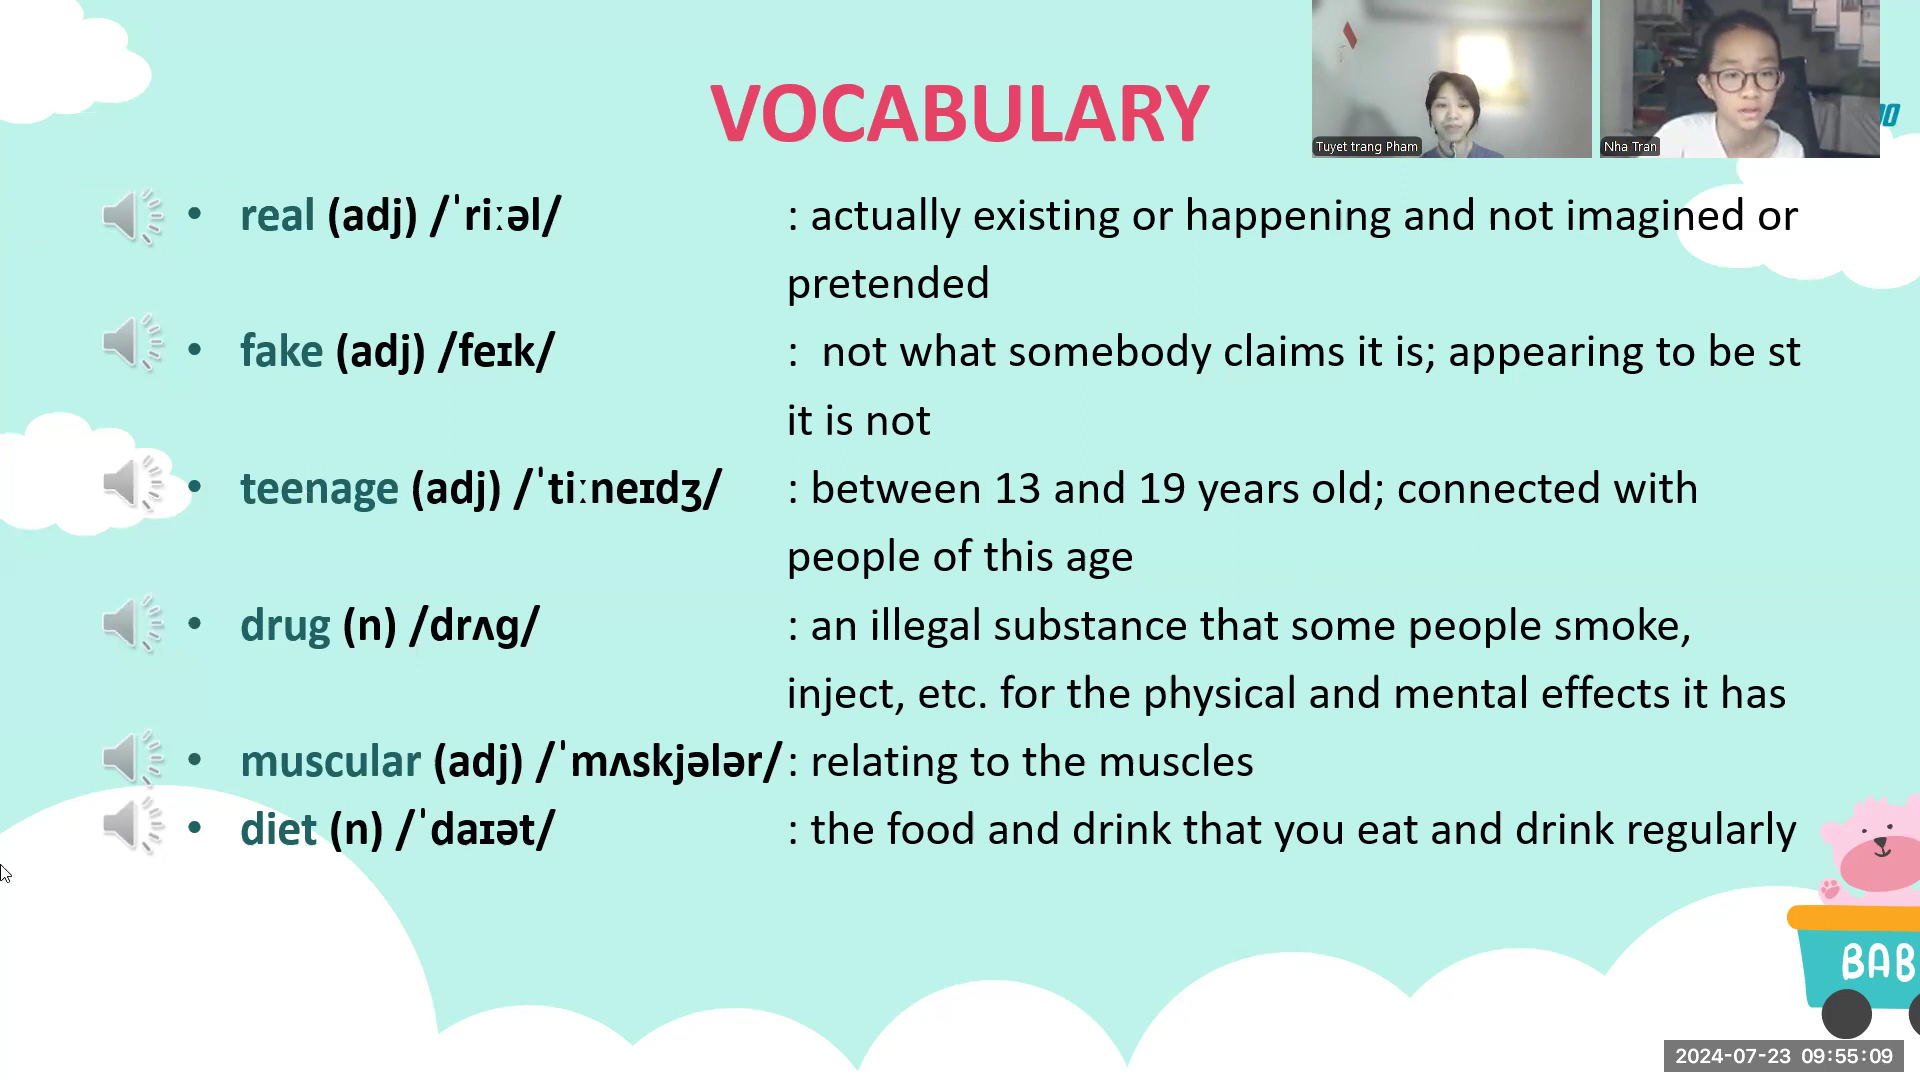 VOCABULARY
Tuyet trang Pham
Nha Tran
• real (adj) /ˈriːəl/ : actually existing or happening and not imagined or
pretended
• fake (adj) /feɪk/ : not what somebody claims it is; appearing to be st
it is not
• teenage (adj) /ˈtiːneɪdʒ/ : between 13 and 19 years old; connected with
people of this age
• drug (n) /drʌg/ : an illegal substance that some people smoke,
inject, etc. for the physical and mental effects it has
• muscular (adj) /ˈmʌskjələr/ : relating to the muscles
• diet (n) /ˈdaɪət/ : the food and drink that you eat and drink regularly
BAB
2024-07-23 09:55:09